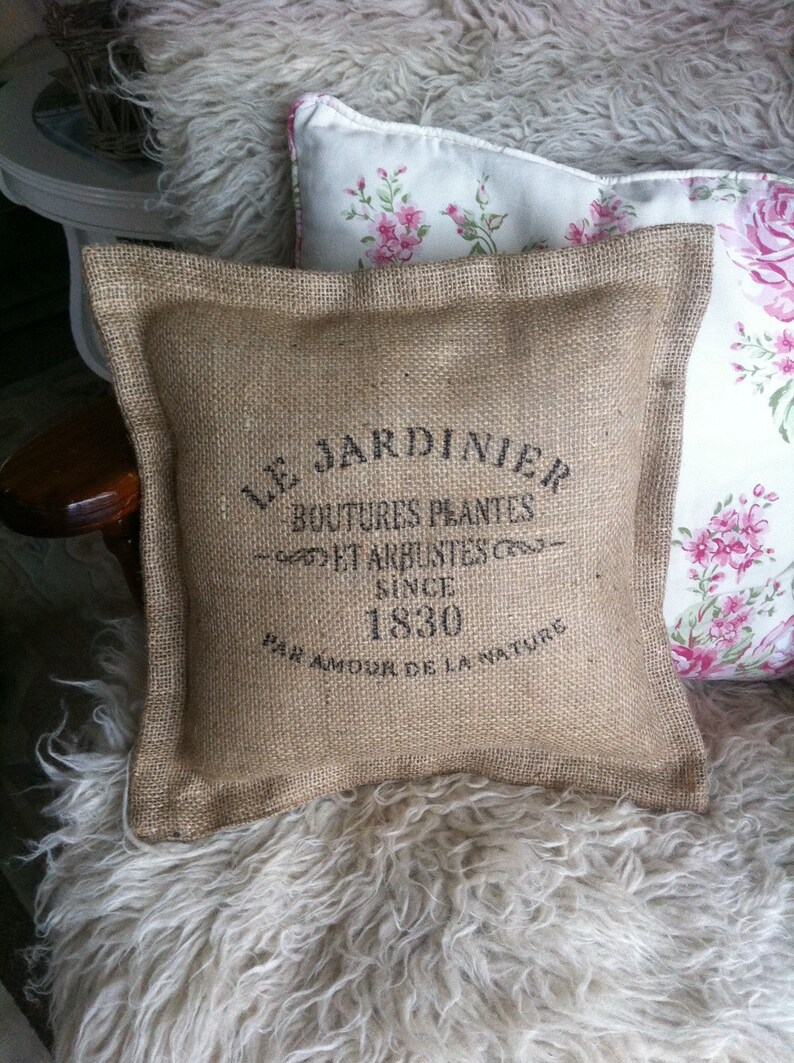 LE JARDINIER
BOUTURES PLANTES
ET ARBUSTES
SINCE
1830
PAR AMOUR DE LA NATURE